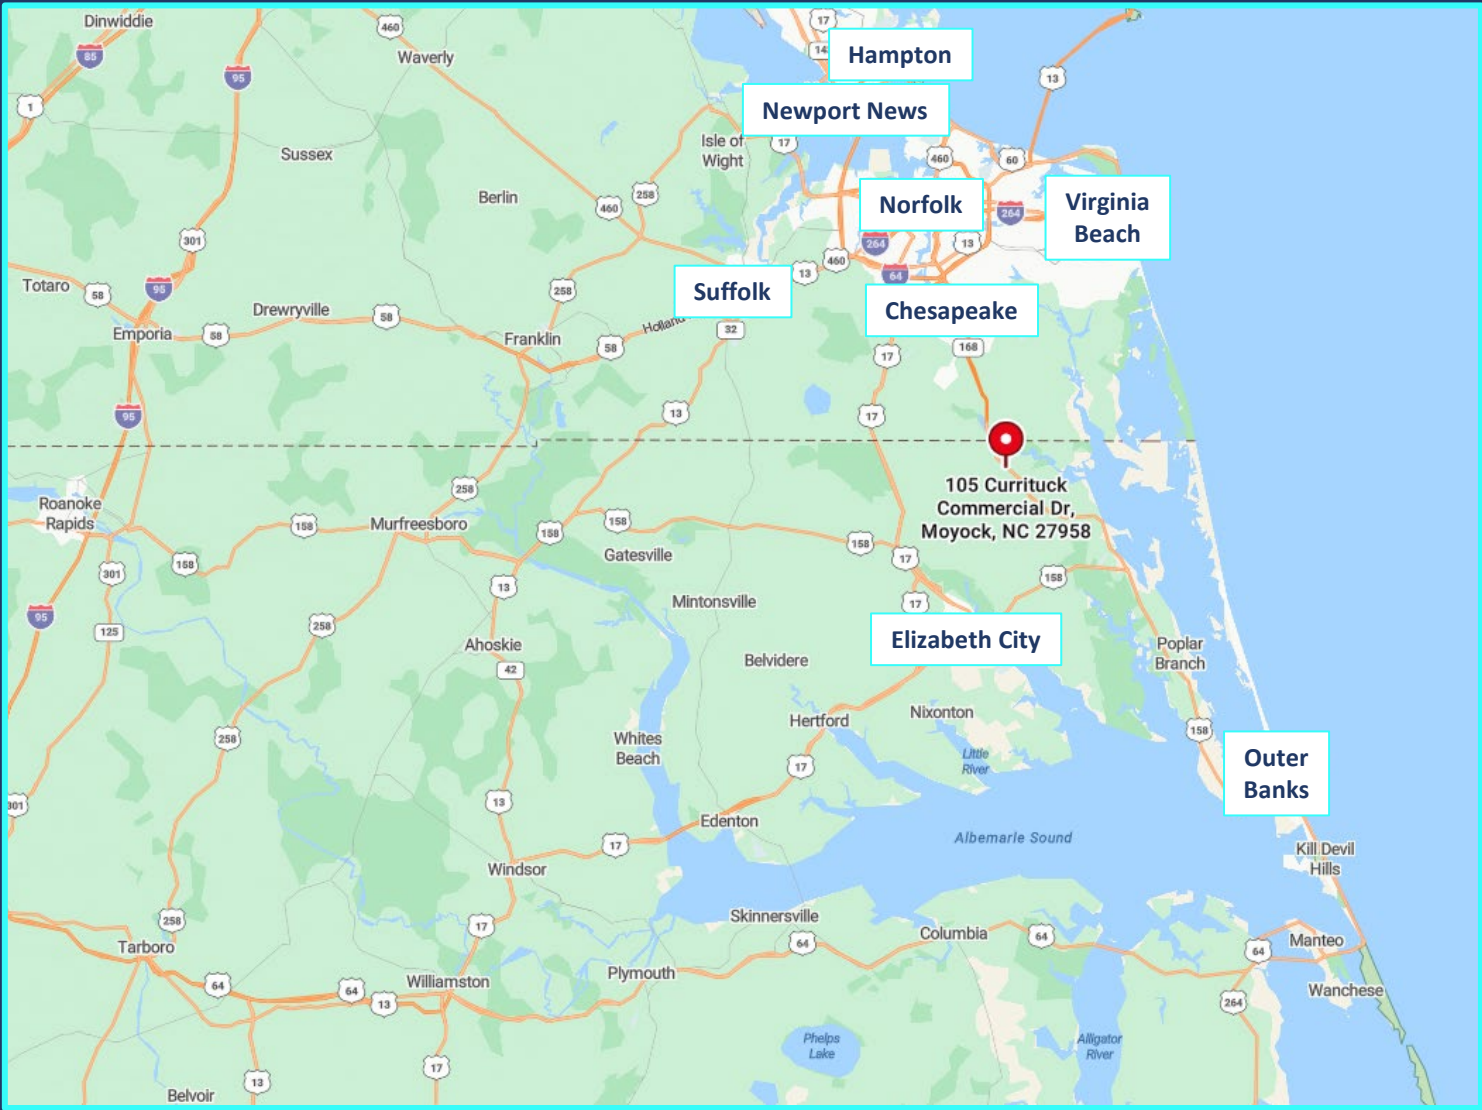 Dinwiddie
460
17
Waverly
Hampton
14
85
95
13
1
Newport News
Isle of
Wight
17
460
60
Sussex
Berlin
258
460
Norfolk
Virginia
Beach
264
301
264
13
460
13
64
Totaro
58
95
258
Suffolk
Drewryville
58
Chesapeake
Emporia
58
Franklin
58
Holland
32
17
168
95
13
17
105 Currituck
Commercial Dr,
Moyock, NC 27958
258
Roanoke
Rapids
158
Murfreesboro
158
158
Gatesville
158
17
158
158
301
13
17
Mintonsville
95
125
258
Elizabeth City
Ahoskie
42
Belvidere
Poplar
Branch
Hertford
Nixonton
258
Whites
Beach
158
17
Little
River
Outer
Banks
301
13
Edenton
17
Albemarle Sound
Kill Devil
Hills
Windsor
258
17
Skinnersville
64
Columbia
64
64
Manteo
Tarboro
64
64
13
Williamston
Plymouth
264
Wanchese
Phelps
Lake
Alligator
River
17
13
Belvoir